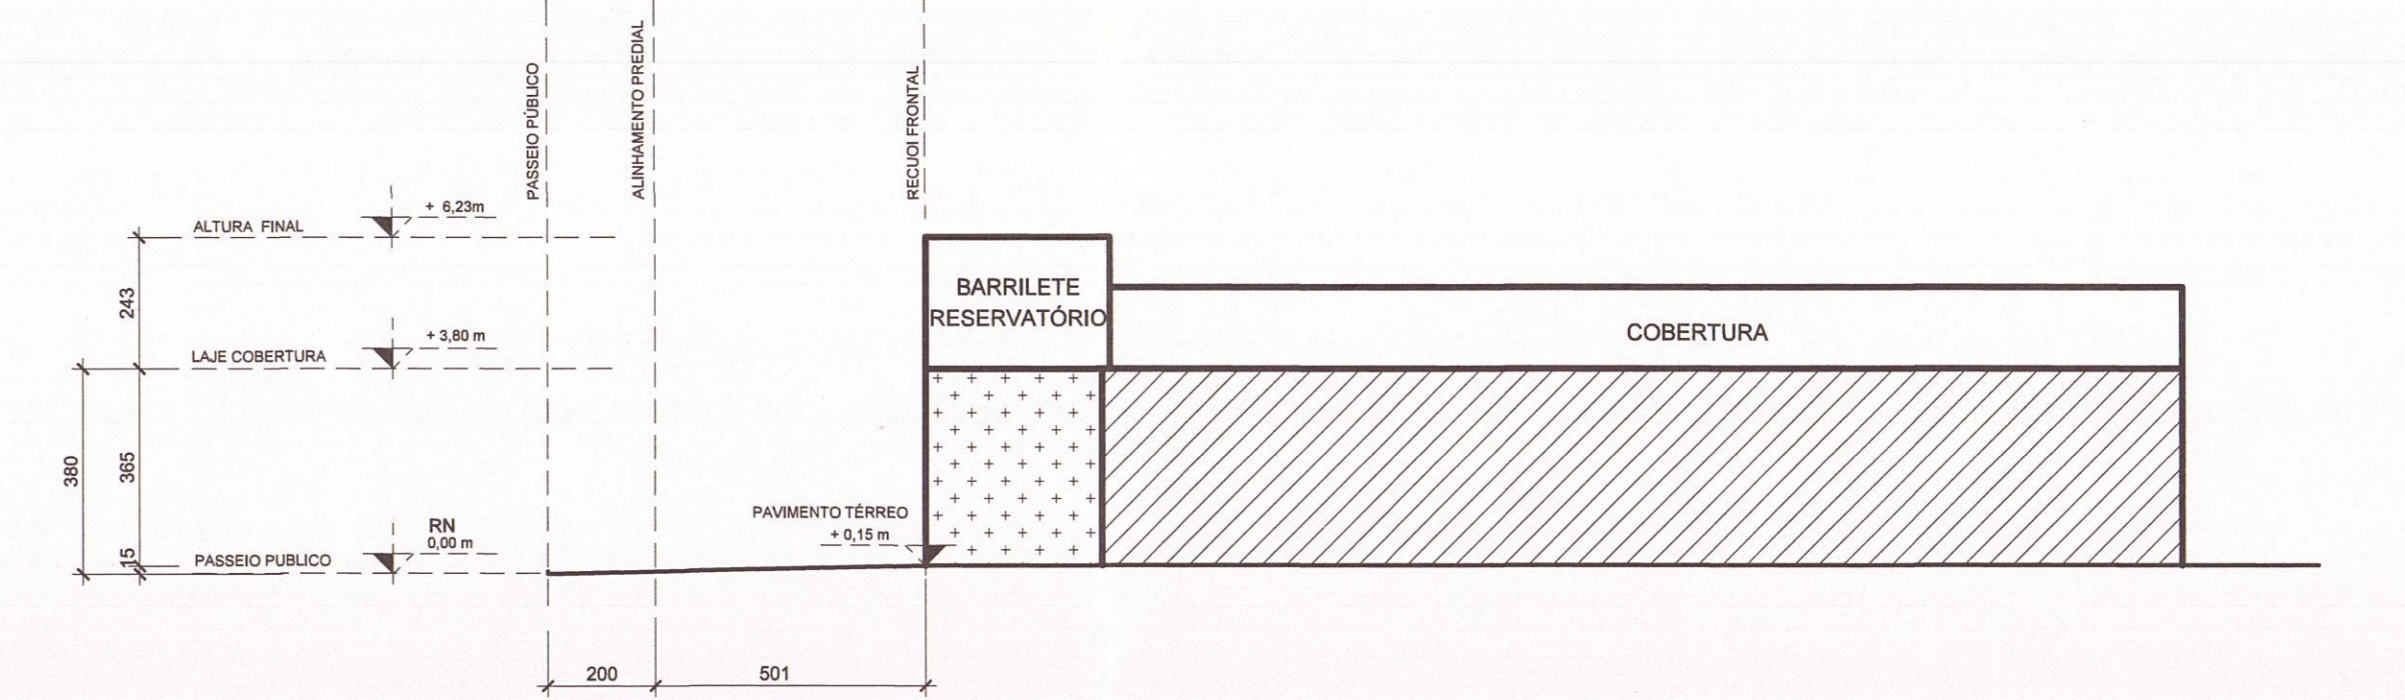 PASSEIO PÚBLICO
ALINHAMENTO PREDIAL
RECUOI FRONTAL
ALTURA FINAL
+ 6,23m
243
LAJE COBERTURA
+ 3,80 m
BARRILETE
RESERVATÓRIO
COBERTURA
380
365
PAVIMENTO TÉRREO
+ 0,15 m
RN
0,00 m
15
PASSEIO PUBLICO
200
501